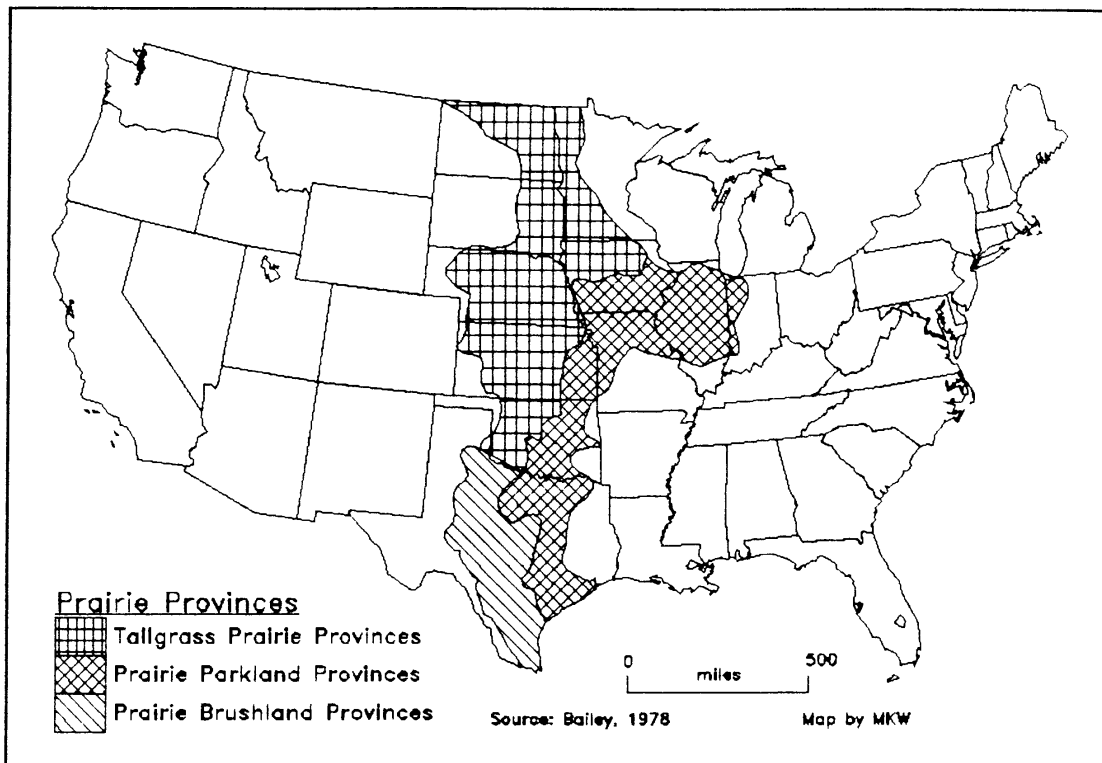 Prairie Provinces
Tallgrass Prairie Provinces
Prairie Parkland Provinces
Prairie Brushland Provinces
0 500
miles
Source: Bailey, 1978
Map by MKW